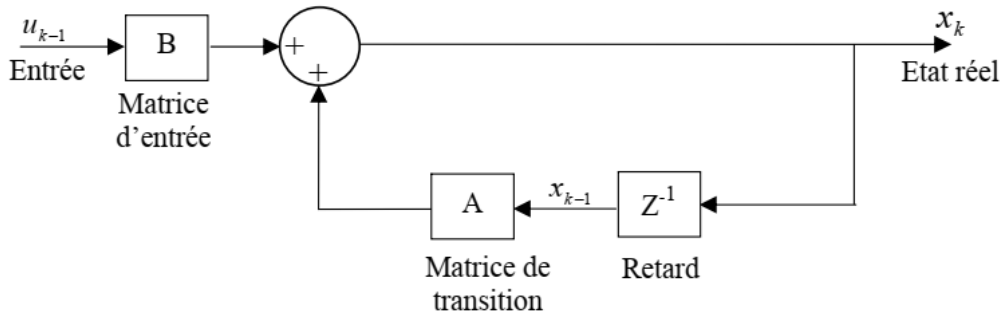 u_{k-1}
Entrée
B
Matrice
d’entrée
+
+
x_k
Etat réel
A
Matrice de
transition
x_{k-1}
Z^{-1}
Retard